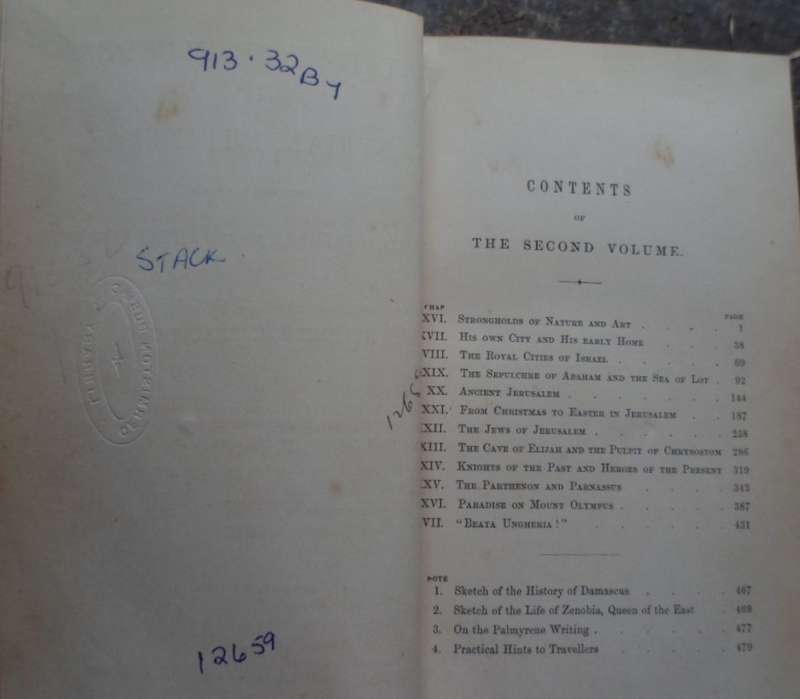 913.32By
STACK
12659
1265
CONTENTS
OF
THE SECOND VOLUME.
CHAP PAGE
XVI. STRONGHOLDS OF NATURE AND ART . . . . 1
XVII. HIS OWN CITY AND HIS EARLY HOME . . . 38
VIII. THE ROYAL CITIES OF ISRAEL . . . . . 69
XIX. THE SEPULCHRE OF ABAHAM AND THE SEA OF LOT . 92
XX. ANCIENT JERUSALEM . . . . . . . 144
XXI. FROM CHRISTMAS TO EASTER IN JERUSALEM . . 187
XII. THE JEWS OF JERUSALEM . . . . . . 238
XIII. THE CAVE OF ELIJAH AND THE PULPIT OF CHRYSOSTOM 286
XIV. KNIGHTS OF THE PAST AND HEROES OF THE PRESENT 319
XV. THE PARTHENON AND PARNASSUS . . . . 343
XVI. PARADISE ON MOUNT OLYMPUS . . . . . 387
VII. "BEATA UNGHERIA!" . . . . . . 431
NOTE
1. Sketch of the History of Damascus . . . . 467
2. Sketch of the Life of Zenobia, Queen of the East . 469
3. On the Palmyrene Writing . . . . . . 477
4. Practical Hints to Travellers . . . . 479